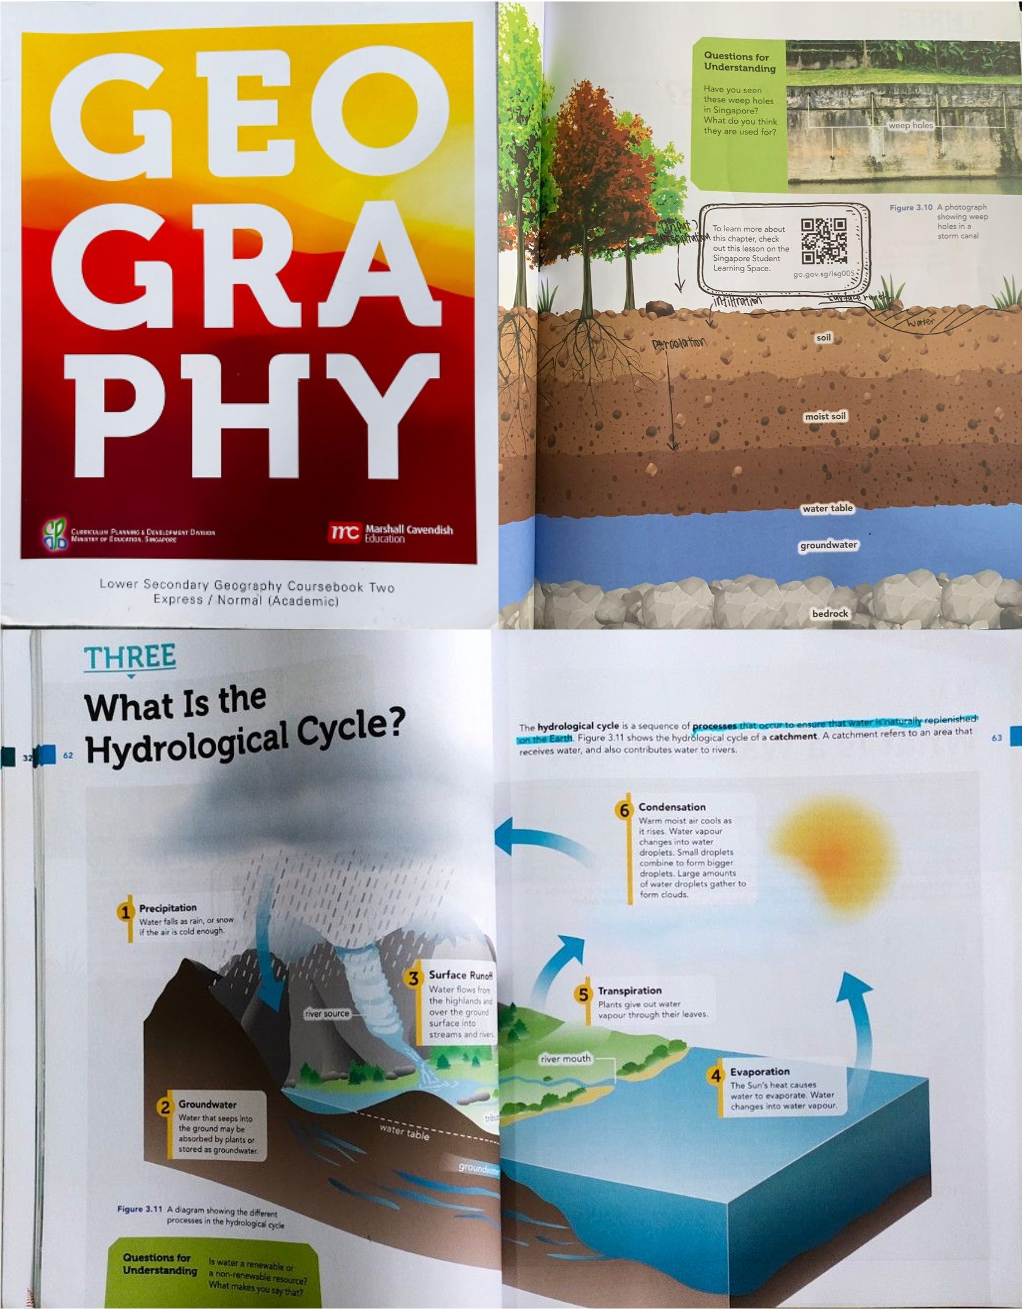 GEO
GRA
PHY
CURRICULUM PLANNING & DEVELOPMENT DIVISION
MINISTRY OF EDUCATION, SINGAPORE
mc Marshall Cavendish
Education
Lower Secondary Geography Coursebook Two
Express / Normal (Academic)
Questions for
Understanding
Have you seen
these weep holes
in Singapore?
What do you think
they are used for?
weep holes
Figure 3.10 A photograph
showing weep
holes in a
storm canal
(input)
To learn more about
this chapter, check
out this lesson on the
Singapore Student
Learning Space.
go.gov.sg/lsg005
infiltration
water
percolation
soil
moist soil
water table
groundwater
bedrock
THREE
What Is the
Hydrological Cycle?
32
62
The hydrological cycle is a sequence of processes that occur to ensure that water is naturally replenished
on the Earth. Figure 3.11 shows the hydrological cycle of a catchment. A catchment refers to an area that
receives water, and also contributes water to rivers.
63
1 Precipitation
Water falls as rain, or snow
if the air is cold enough.
6 Condensation
Warm moist air cools as
it rises. Water vapour
changes into water
droplets. Small droplets
combine to form bigger
droplets. Large amounts
of water droplets gather to
form clouds.
3 Surface Runoff
Water flows from
the highlands and
over the ground
surface into
streams and rivers.
river source
5 Transpiration
Plants give out water
vapour through their leaves.
river mouth
4 Evaporation
The Sun's heat causes
water to evaporate. Water
changes into water vapour.
2 Groundwater
Water that seeps into
the ground may be
absorbed by plants or
stored as groundwater.
water table
Figure 3.11 A diagram showing the different
processes in the hydrological cycle
Questions for
Understanding
Is water a renewable or
a non-renewable resource?
What makes you say that?